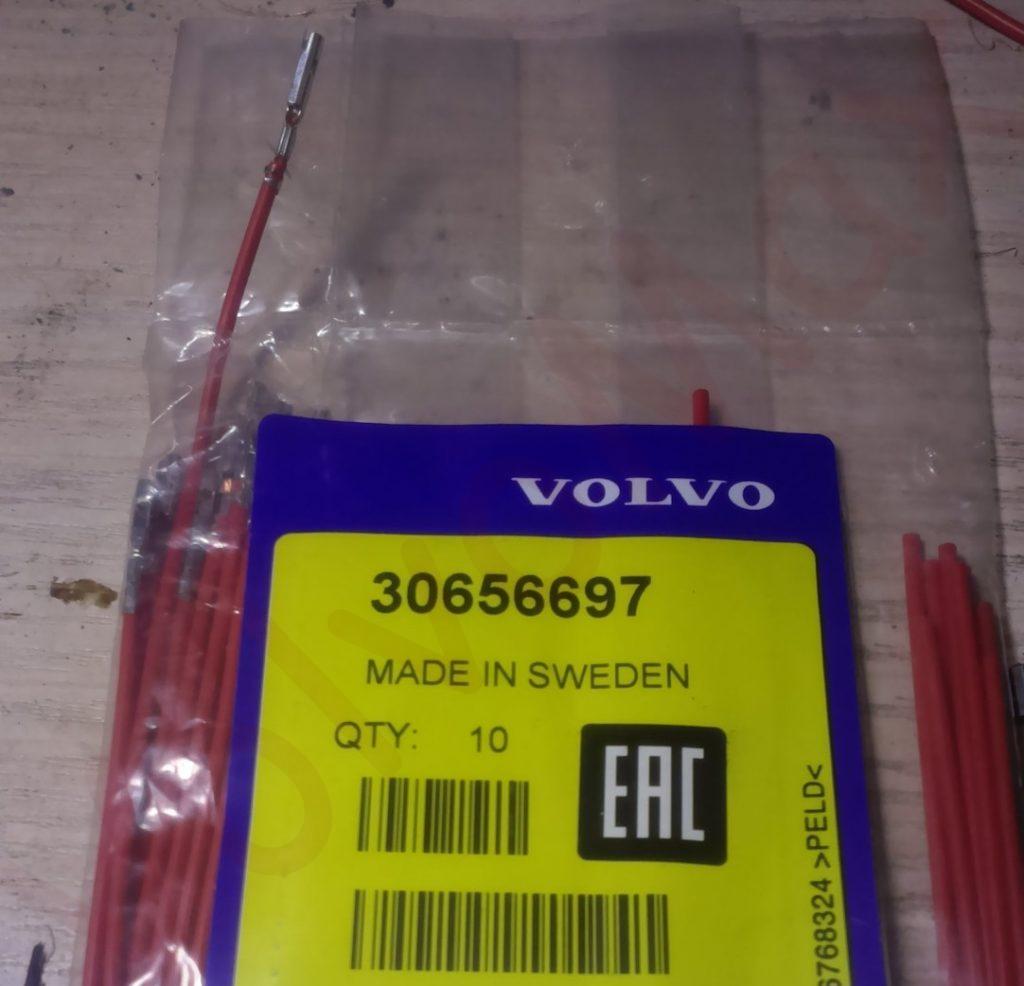 VOLVO
30656697
MADE IN SWEDEN
QTY: 10
EAC
6768324 >PELD<